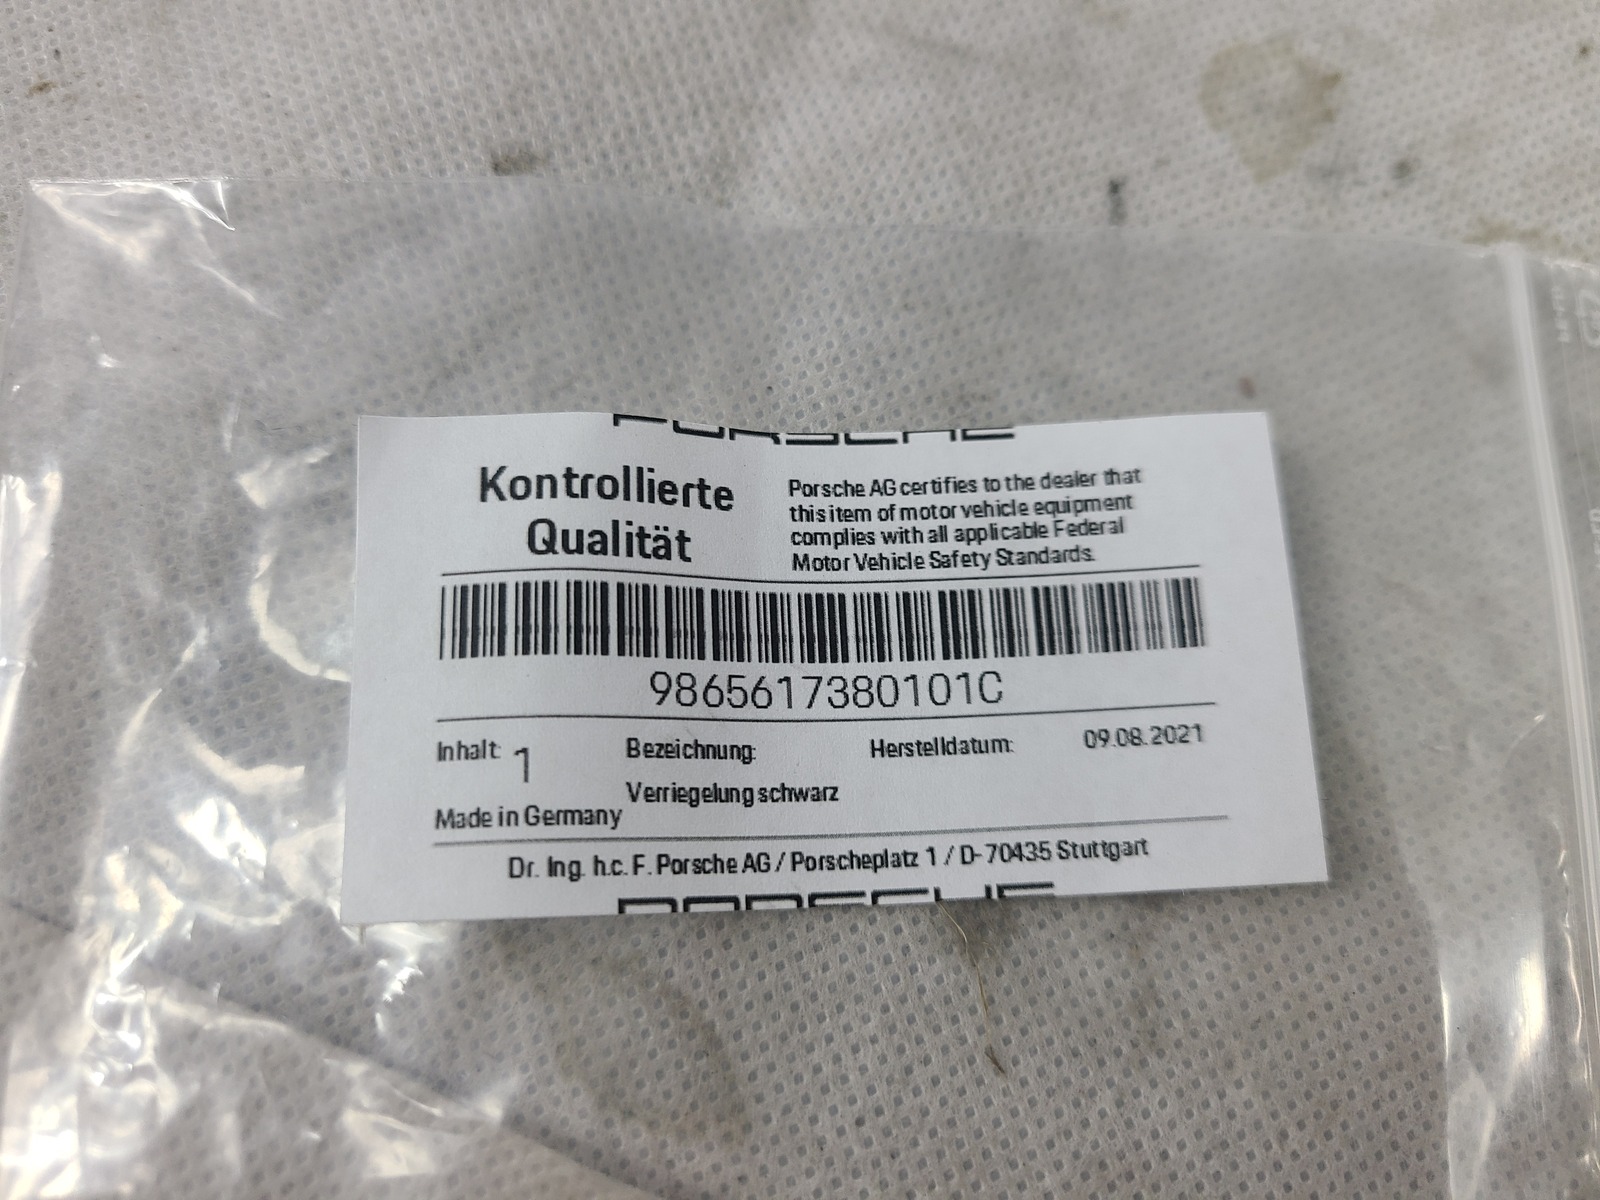 PORSCHE
Kontrollierte
Qualität
Porsche AG certifies to the dealer that
this item of motor vehicle equipment
complies with all applicable Federal
Motor Vehicle Safety Standards.
9865617380101C
Inhalt: 1
Bezeichnung:
Herstelldatum: 09.08.2021
Verriegelung schwarz
Made in Germany
Dr. Ing. h.c. F. Porsche AG / Porscheplatz 1 / D-70435 Stuttgart
PORSCHE